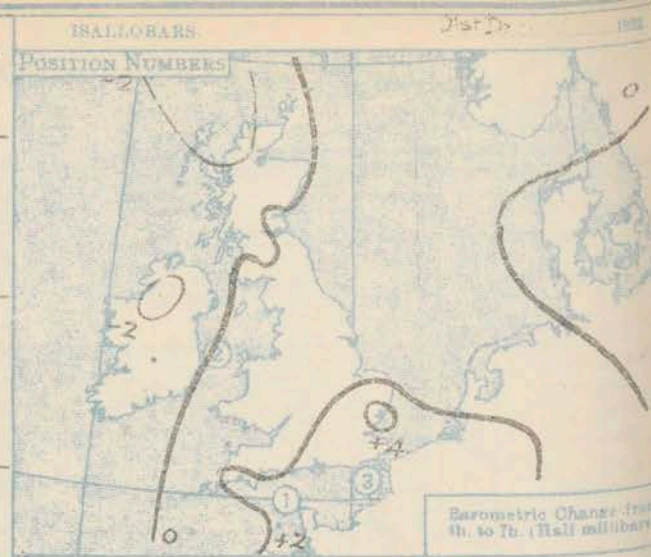 ISALLOBARS.
POSITION NUMBERS
-2
0
-2
2
+4
1
3
0
+2
Barometric Change from
4h. to 7h. (Half millibars